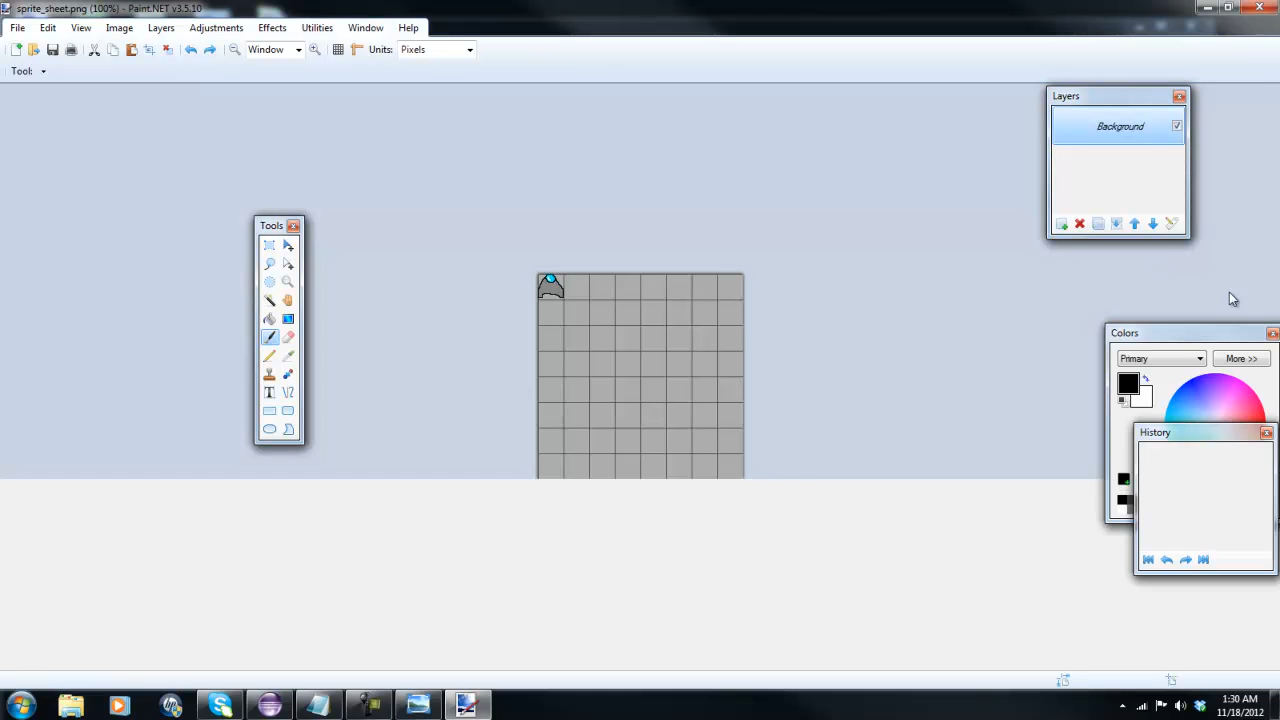 sprite_sheet.png (100%) - Paint.NET v3.5.10
File Edit View Image Layers Adjustments Effects Utilities Window Help
Window Units: Pixels
Tool:
Layers
Background
Tools
T
Colors
Primary More >>
History
1:30 AM
11/18/2012